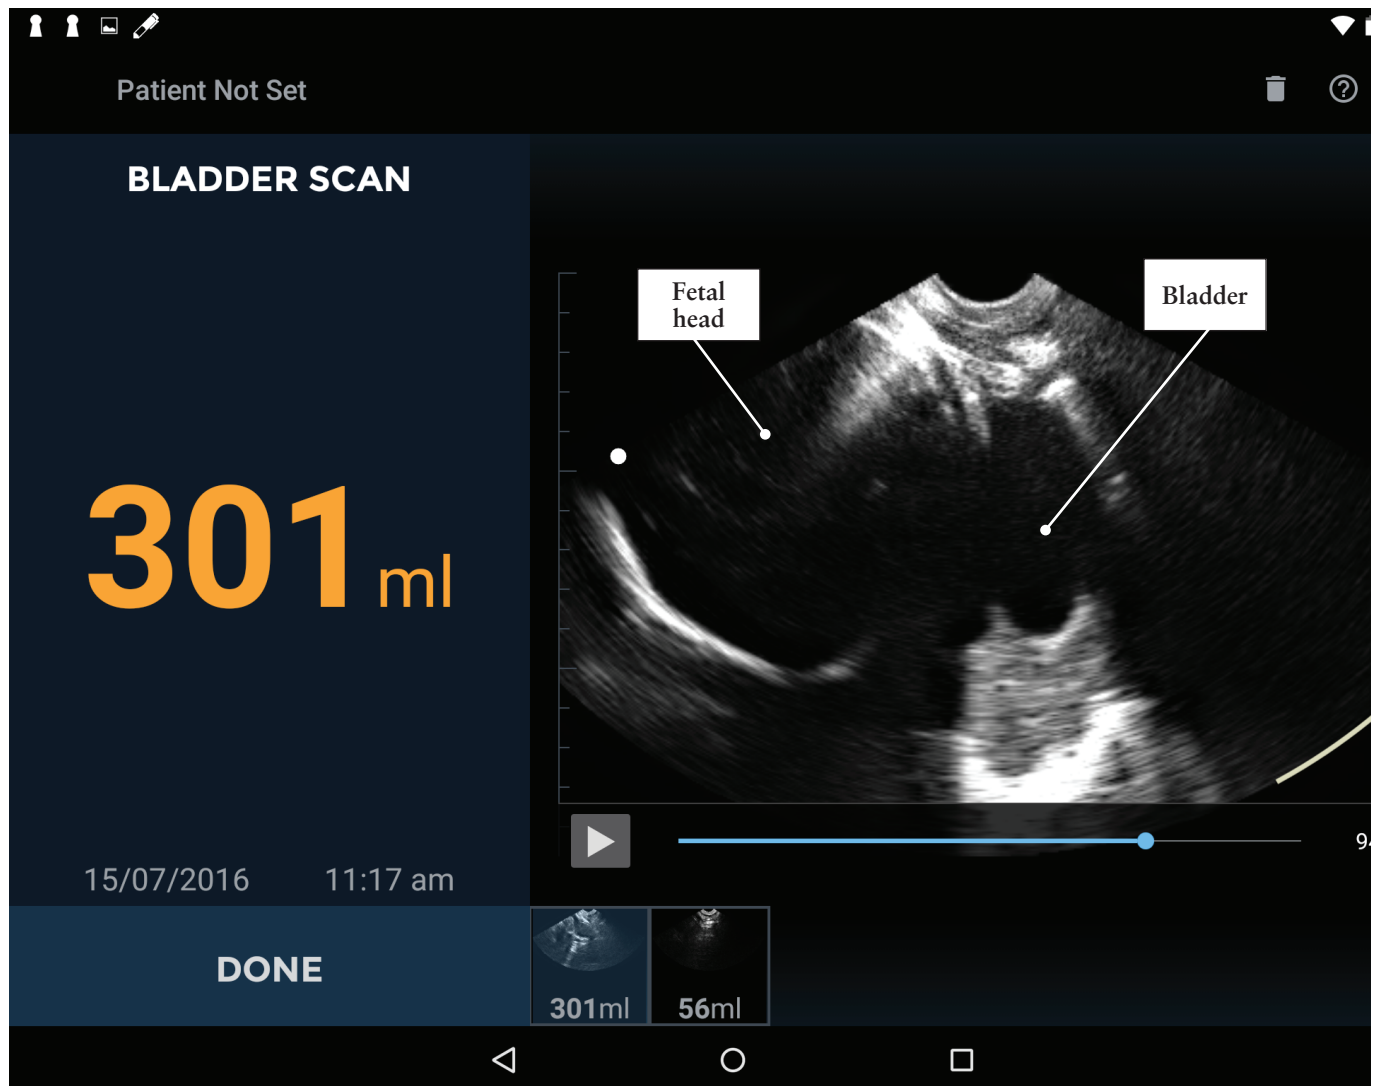 Patient Not Set
BLADDER SCAN
Fetal
head
Bladder
301 ml
15/07/2016 11:17 am
DONE
301ml
56ml